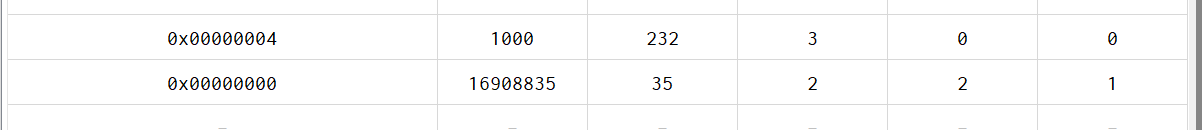 0x00000004 1000 232 3 0 0
0x00000000 16908835 35 2 2 1